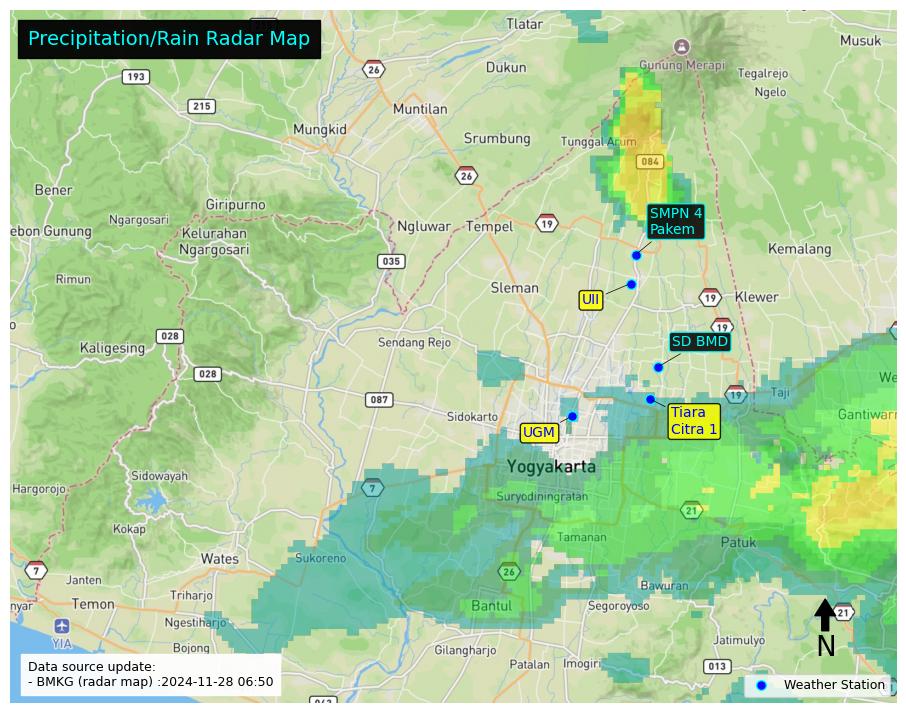 Precipitation/Rain Radar Map
Tlatar
Musuk
26
Gunung Merapi
Dukun
Tegalrejo
193
Ngelo
215
Muntilan
Mungkid
Srumbung
Tunggal Arum
084
26
Bener
Giripurno
SMPN 4
Pakem
Ngargosari
ebon Gunung
Kelurahan
Ngargosari
Ngluwar
Tempel
19
Kemalang
035
Rimun
Sleman
UII
19
Klewer
19
028
Kaligesing
Sendang Rejo
SD BMD
028
We
087
19
Taji
Sidokarto
Tiara
Citra 1
Gantiwarn
UGM
Yogyakarta
Sidowayah
Hargorojo
7
Suryodiningratan
21
Kokap
Tamanan
Patuk
Wates
Sukoreno
7
26
Janten
Bawuran
nyar
Temon
Triharjo
Bantul
Segoroyoso
21
Ngestiharjo
YIA
Jatimulyo
N
Bojong
Gilangharjo
Patalan
Imogiri
013
Data source update:
- BMKG (radar map) :2024-11-28 06:50
Weather Station